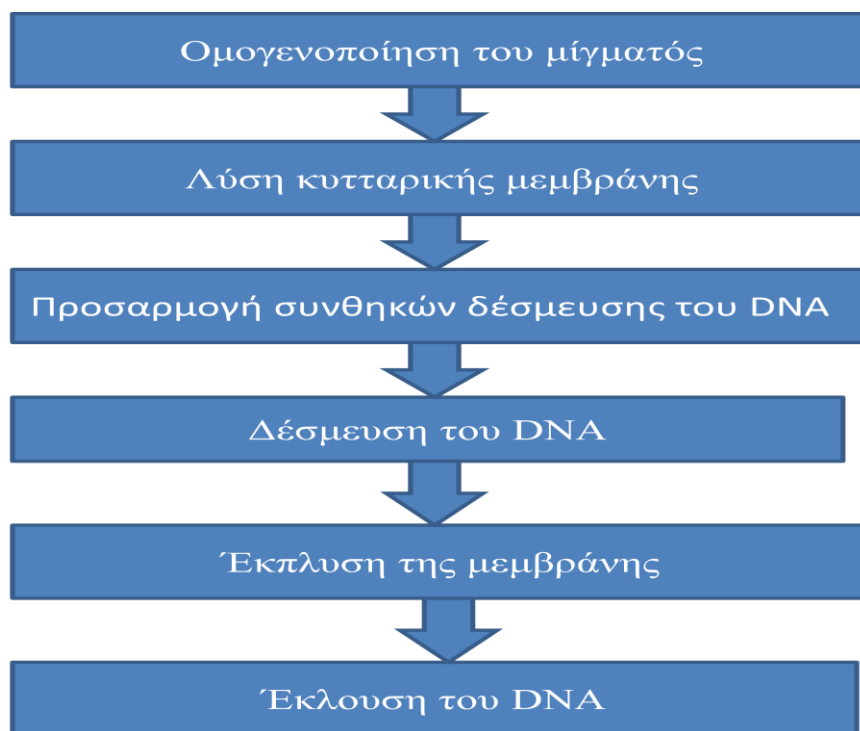 Ομογενοποίηση του μίγματός
Λύση κυτταρικής μεμβράνης
Προσαρμογή συνθηκών δέσμευσης του DNA
Δέσμευση του DNA
Έκπλυση της μεμβράνης
Έκλουση του DNA